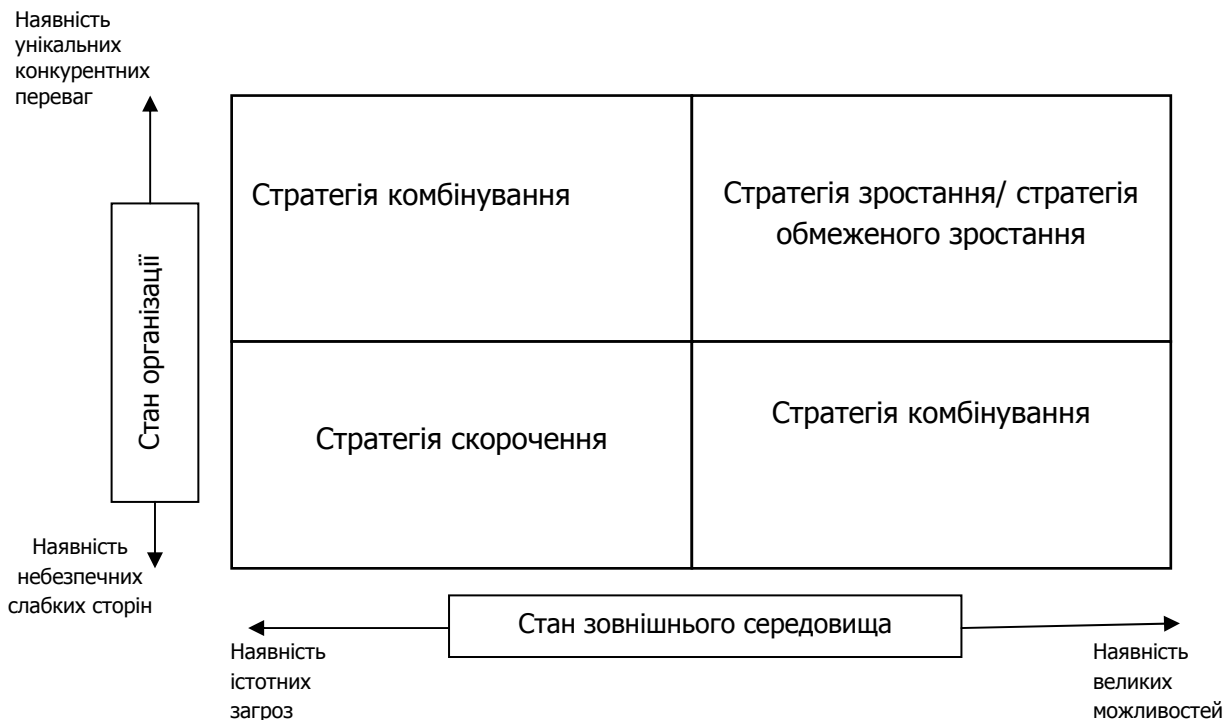 Наявність
унікальних
конкурентних
переваг
Стратегія комбінування
Стратегія зростання/ стратегія
обмеженого зростання
Стан організації
Стратегія скорочення
Стратегія комбінування
Наявність
небезпечних
слабких сторін
Стан зовнішнього середовища
Наявність
істотних
загроз
Наявність
великих
можливостей